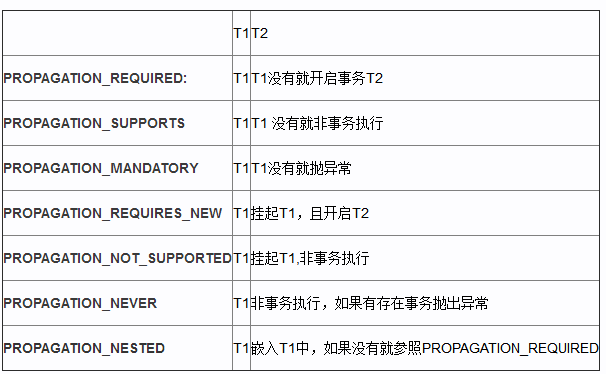 T1 T2
PROPAGATION_REQUIRED: T1 T1没有就开启事务T2
PROPAGATION_SUPPORTS T1 T1 没有就非事务执行
PROPAGATION_MANDATORY T1 T1没有就抛异常
PROPAGATION_REQUIRES_NEW T1 挂起T1，且开启T2
PROPAGATION_NOT_SUPPORTED T1 挂起T1,非事务执行
PROPAGATION_NEVER T1 非事务执行，如果有存在事务抛出异常
PROPAGATION_NESTED T1 嵌入T1中，如果没有就参照PROPAGATION_REQUIRED